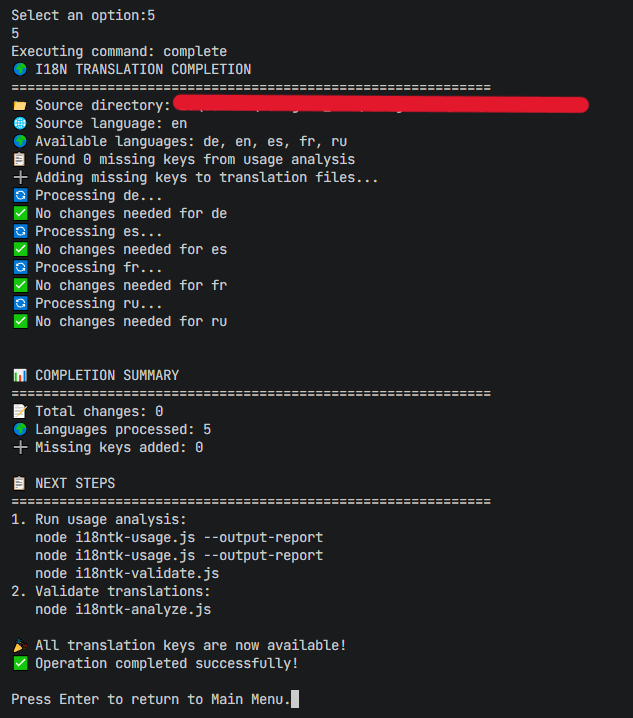 Select an option:5
5
Executing command: complete
🌍 I18N TRANSLATION COMPLETION
============================================================
📂 Source directory:
🌐 Source language: en
🌍 Available languages: de, en, es, fr, ru
📋 Found 0 missing keys from usage analysis
➕ Adding missing keys to translation files...
🔄 Processing de...
✅ No changes needed for de
🔄 Processing es...
✅ No changes needed for es
🔄 Processing fr...
✅ No changes needed for fr
🔄 Processing ru...
✅ No changes needed for ru
📊 COMPLETION SUMMARY
============================================================
📝 Total changes: 0
🌍 Languages processed: 5
➕ Missing keys added: 0
📋 NEXT STEPS
============================================================
1. Run usage analysis:
node i18ntk-usage.js --output-report
node i18ntk-usage.js --output-report
node i18ntk-validate.js
2. Validate translations:
node i18ntk-analyze.js
🎉 All translation keys are now available!
✅ Operation completed successfully!
Press Enter to return to Main Menu.